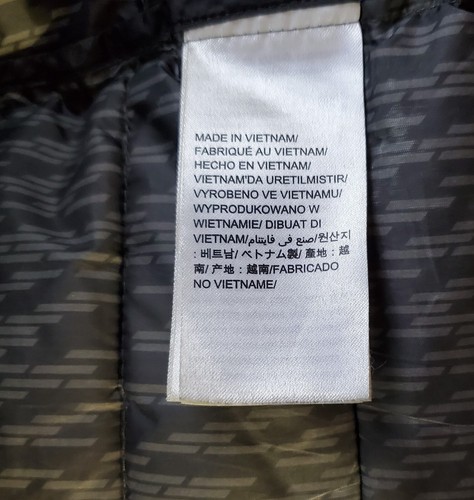 MADE IN VIETNAM/
FABRIQUÉ AU VIETNAM/
HECHO EN VIETNAM/
VIETNAM'DA URETILMISTIR/
VYROBENO VE VIETNAMU/
WYPRODUKOWANO W
WIETNAMIE/ DIBUAT DI
VIETNAM/صنع في فايتنام/원산지
: 베트남/ ベトナム製/ 產地：越
南/ 产地：越南/FABRICADO
NO VIETNAME/